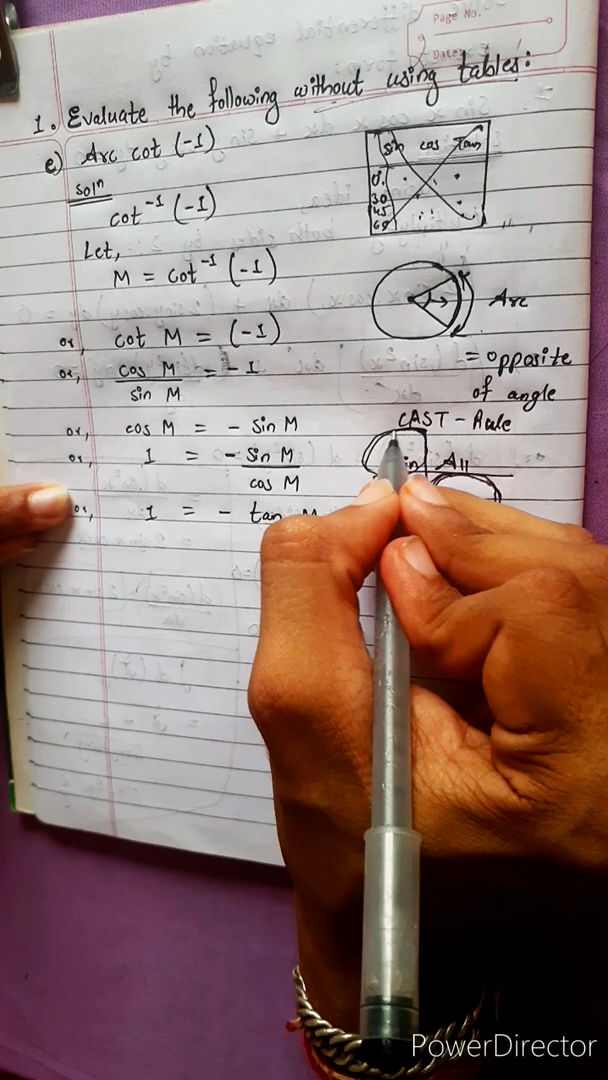 Page No.
Date:
1. Evaluate the following without using tables:
e) Arc cot (-1)
Solⁿ
cot⁻¹ (-1)
Let,
M = cot⁻¹ (-1)
or, cot M = (-1)
or, cos M / sin M = -1
or, cos M = - sin M
or, 1 = - sin M / cos M
or, 1 = - tan M
sin cos tan
0.
30
45
60
Arc
= opposite
of angle
CAST - Rule
All
PowerDirector